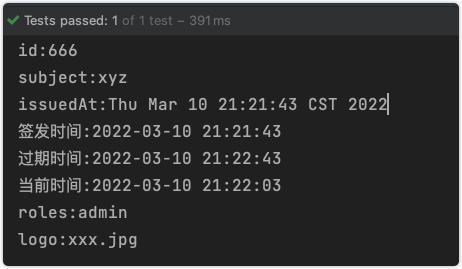 Tests passed: 1 of 1 test – 391 ms
id:666
subject:xyz
issuedAt:Thu Mar 10 21:21:43 CST 2022
签发时间:2022-03-10 21:21:43
过期时间:2022-03-10 21:22:43
当前时间:2022-03-10 21:22:03
roles:admin
logo:xxx.jpg